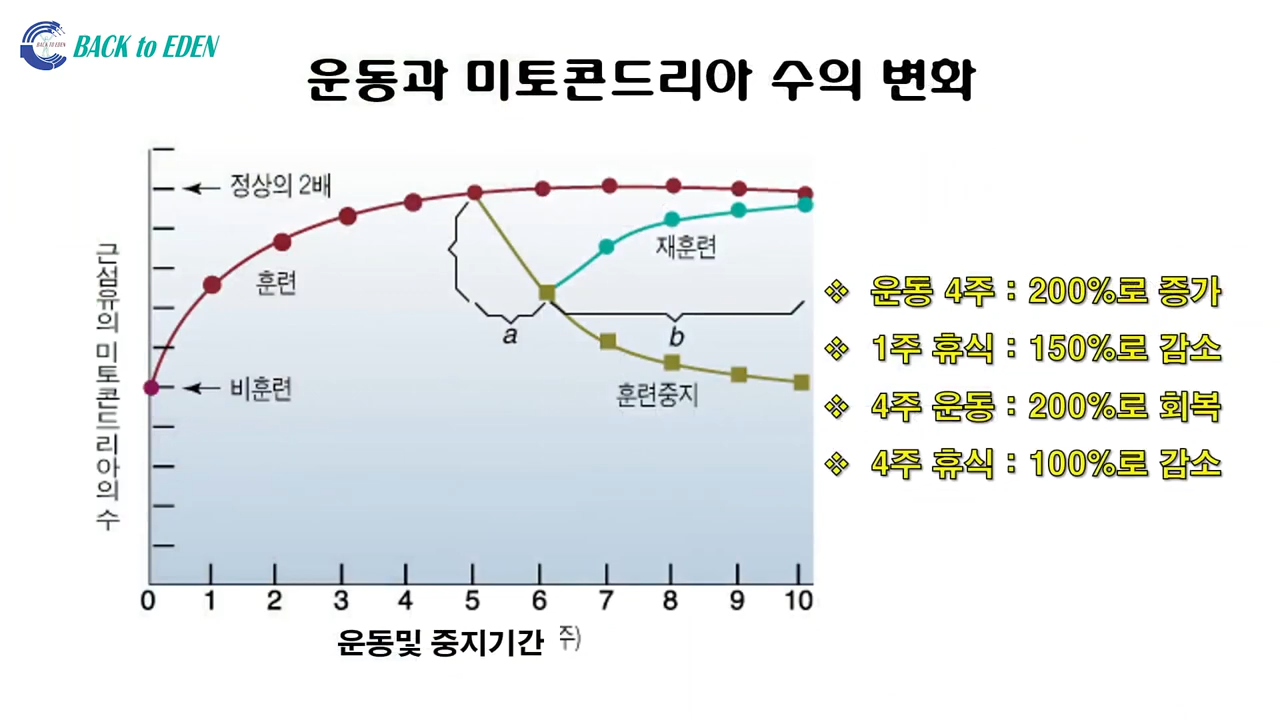 BACK to EDEN
BACK TO EDEN
운동과 미토콘드리아 수의 변화
정상의 2배
훈련
비훈련
재훈련
훈련중지
a
b
근섬유의 미토콘드리아의 수
0 1 2 3 4 5 6 7 8 9 10
운동및 중지기간 주)
❖ 운동 4주 : 200%로 증가
❖ 1주 휴식 : 150%로 감소
❖ 4주 운동 : 200%로 회복
❖ 4주 휴식 : 100%로 감소